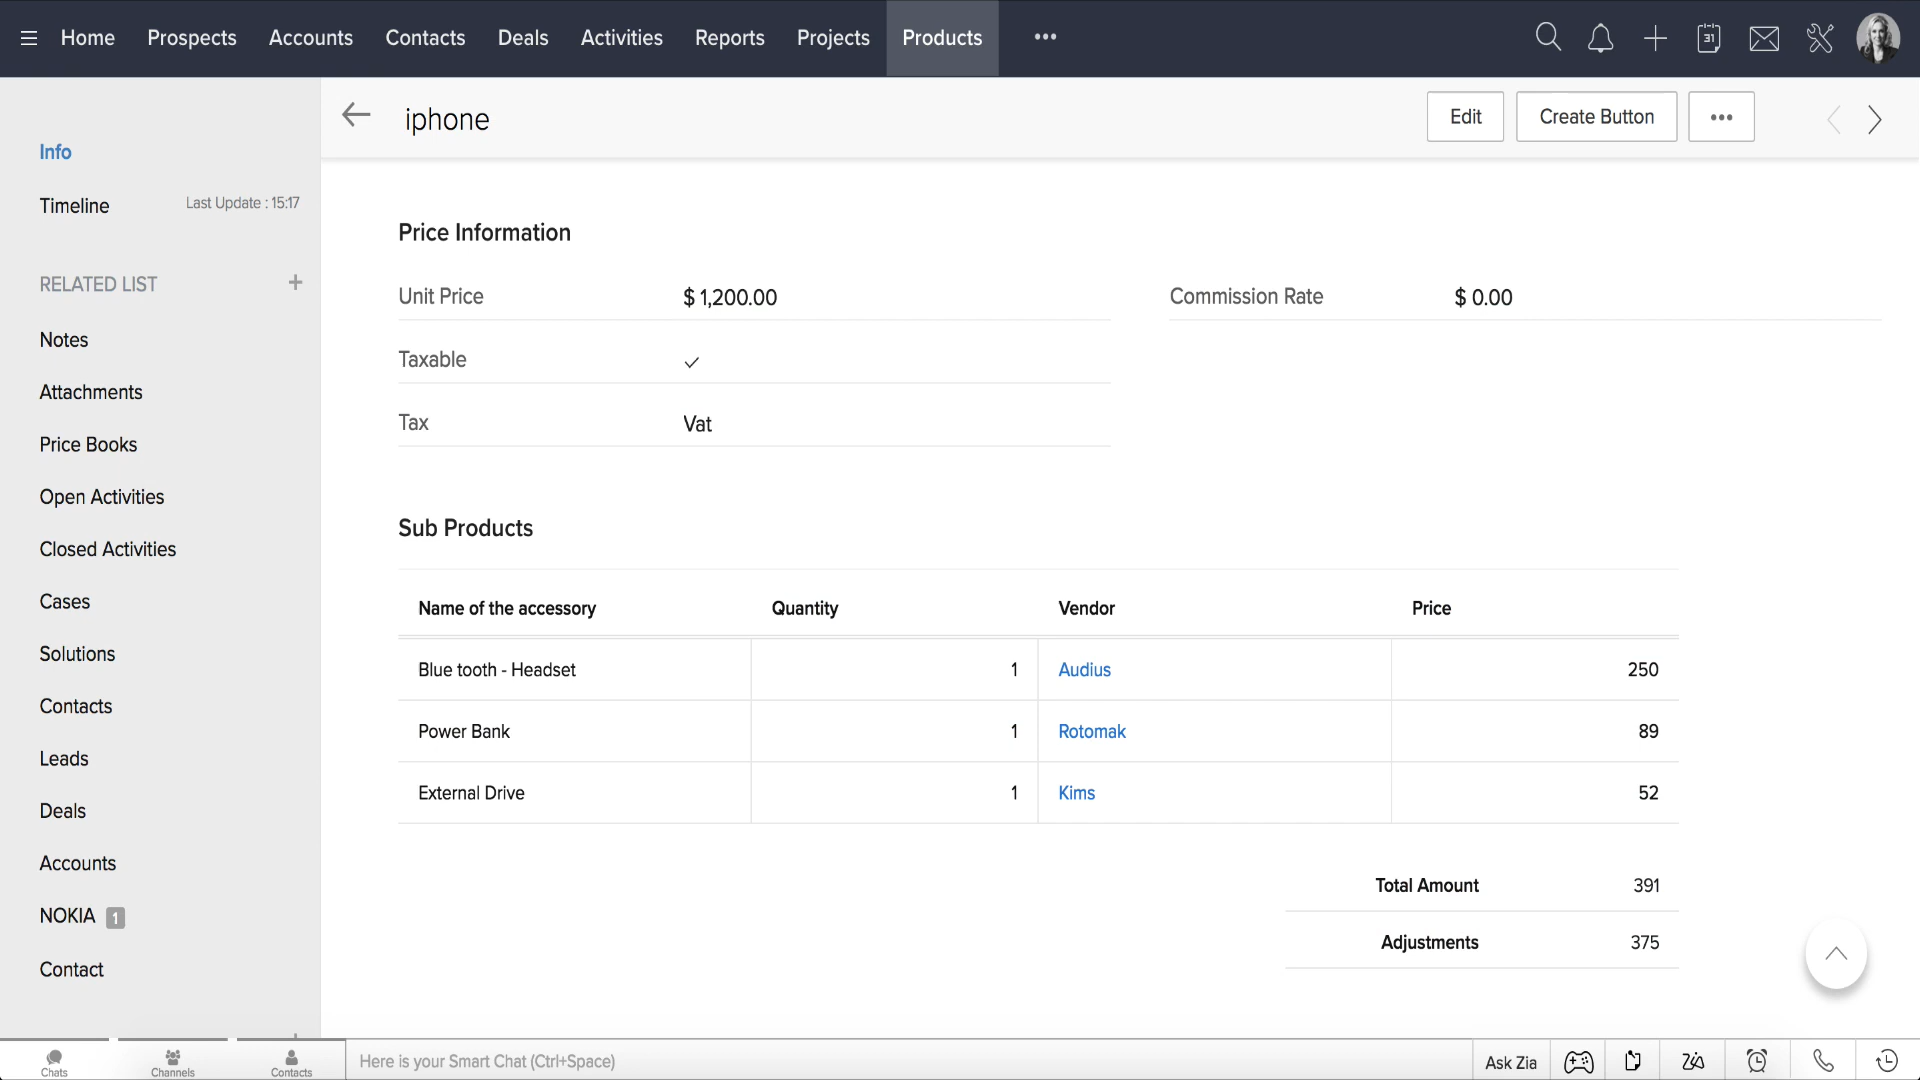 Home Prospects Accounts Contacts Deals Activities Reports Projects Products ••• 31
iphone Edit Create Button •••
Info
Timeline Last Update : 15:17
RELATED LIST +
Notes
Attachments
Price Books
Open Activities
Closed Activities
Cases
Solutions
Contacts
Leads
Deals
Accounts
NOKIA 1
Contact
Price Information
Unit Price $ 1,200.00 Commission Rate $ 0.00
Taxable ✓
Tax Vat
Sub Products
Name of the accessory Quantity Vendor Price
Blue tooth - Headset 1 Audius 250
Power Bank 1 Rotomak 89
External Drive 1 Kims 52
Total Amount 391
Adjustments 375
Chats Channels Contacts Here is your Smart Chat (Ctrl+Space) Ask Zia